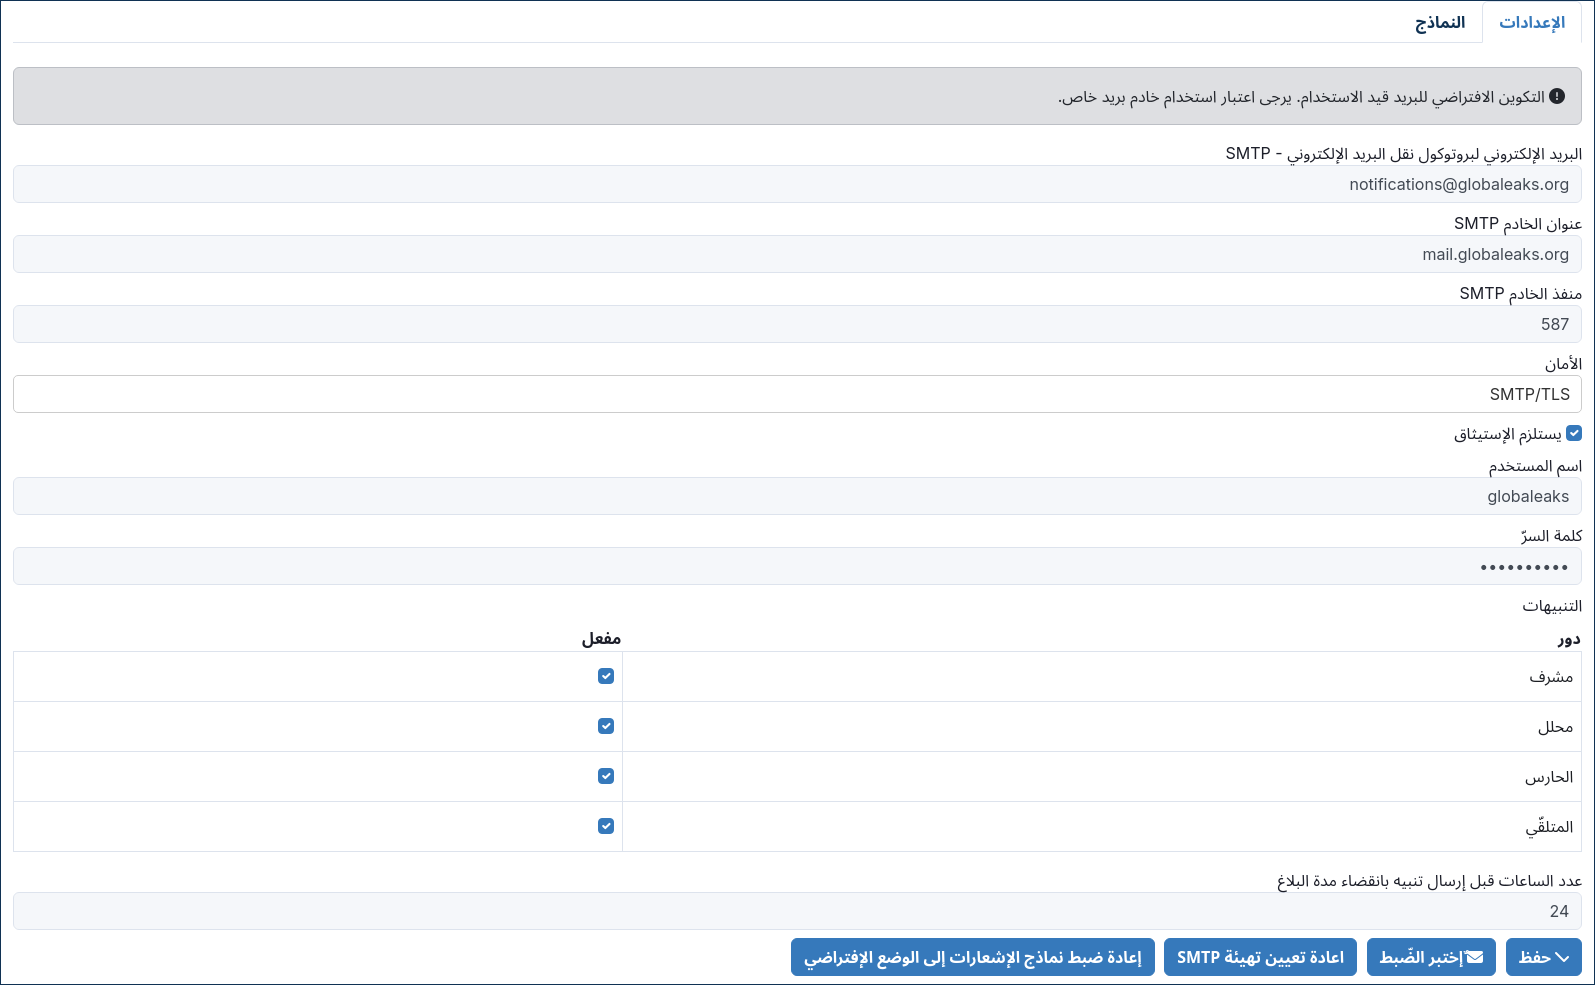 الإعدادات
النماذج
التكوين الافتراضي للبريد قيد الاستخدام. يرجى اعتبار استخدام خادم بريد خاص.
البريد الإلكتروني لبروتوكول نقل البريد الإلكتروني - SMTP
notifications@globaleaks.org
عنوان الخادم SMTP
mail.globaleaks.org
منفذ الخادم SMTP
587
الأمان
SMTP/TLS
يستلزم الإستيثاق
اسم المستخدم
globaleaks
كلمة السرّ
••••••••••
التنبيهات
دور
مفعل
مشرف
محلل
الحارس
المتلقّي
عدد الساعات قبل إرسال تنبيه بانقضاء مدة البلاغ
24
حفظ
إختبر الضّبط
اعادة تعيين تهيئة SMTP
إعادة ضبط نماذج الإشعارات إلى الوضع الإفتراضي